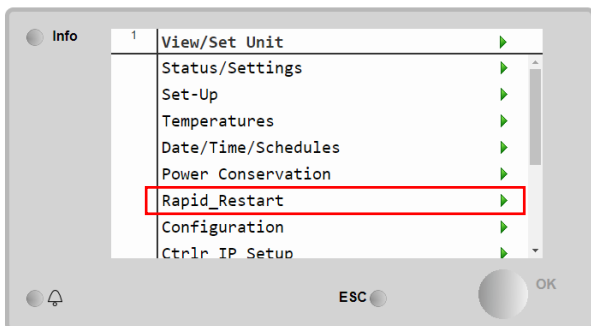 Info
1 View/Set Unit
Status/Settings
Set-Up
Temperatures
Date/Time/Schedules
Power Conservation
Rapid_Restart
Configuration
Ctrlr IP Setup
ESC
OK